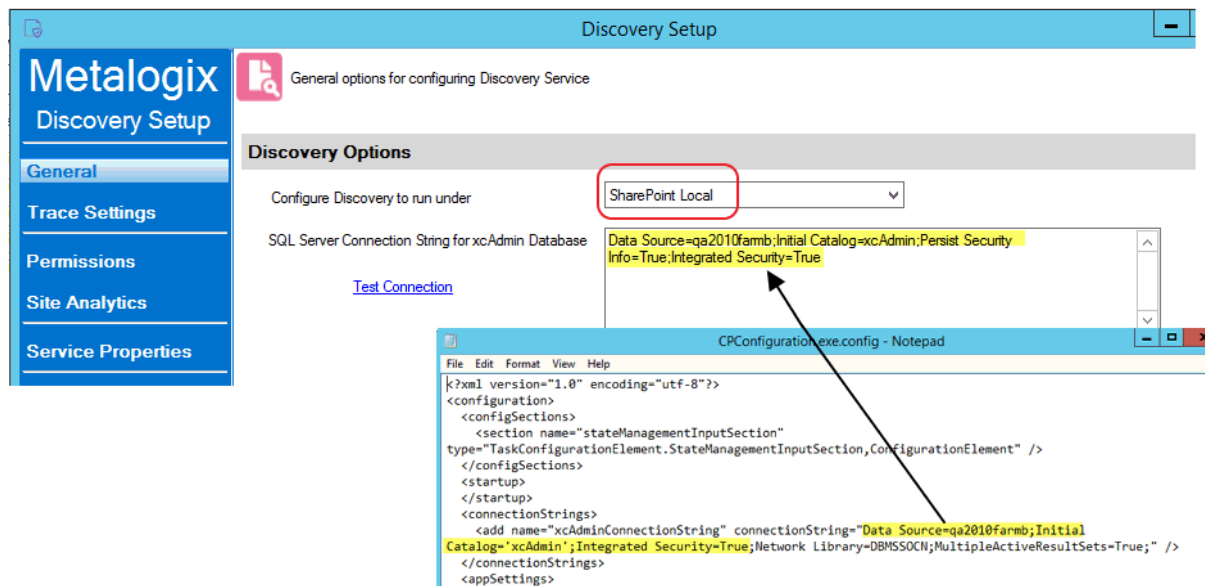 Discovery Setup
Metalogix
Discovery Setup
General
Trace Settings
Permissions
Site Analytics
Service Properties
General options for configuring Discovery Service
Discovery Options
Configure Discovery to run under
SharePoint Local
SQL Server Connection String for xcAdmin Database
Data Source=qa2010farmb;Initial Catalog=xcAdmin;Persist Security
Info=True;Integrated Security=True
Test Connection
CPConfiguration.exe.config - Notepad
File Edit Format View Help
<?xml version="1.0" encoding="utf-8"?>
<configuration>
<configSections>
<section name="stateManagementInputSection"
type="TaskConfigurationElement.StateManagementInputSection,ConfigurationElement" />
</configSections>
<startup>
</startup>
<connectionStrings>
<add name="xcAdminConnectionString" connectionString="Data Source=qa2010farmb;Initial
Catalog='xcAdmin';Integrated Security=True;Network Library=DBMSSOCN;MultipleActiveResultSets=True;" />
</connectionStrings>
<appSettings>